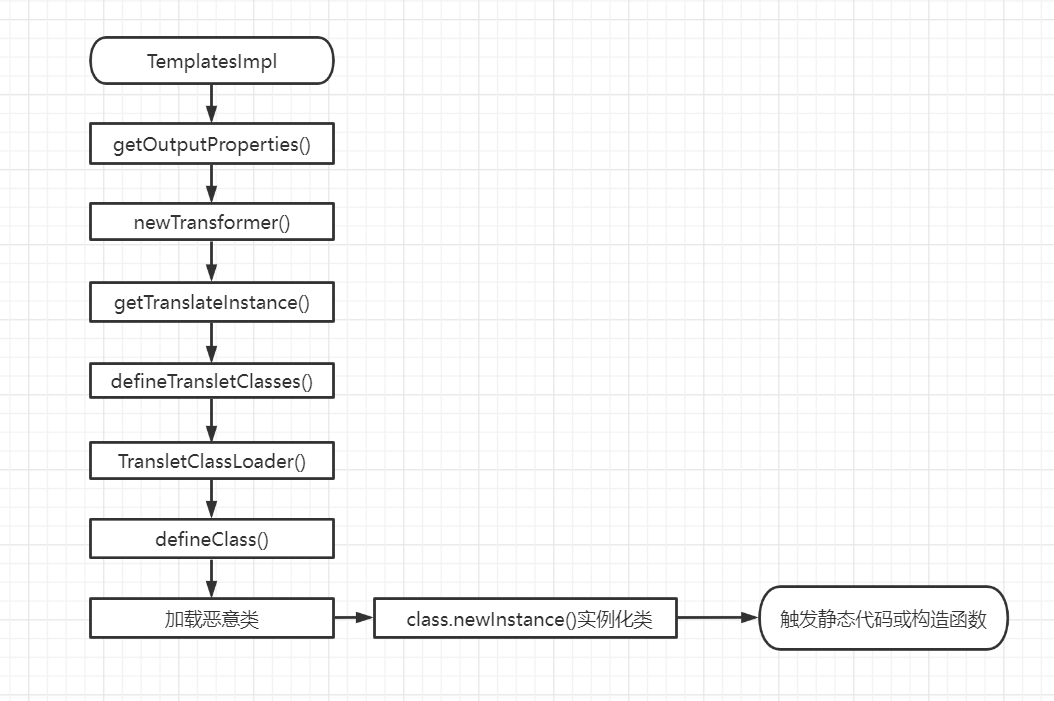 TemplatesImpl
getOutputProperties()
newTransformer()
getTranslateInstance()
defineTransletClasses()
TransletClassLoader()
defineClass()
加载恶意类
class.newInstance()实例化类
触发静态代码或构造函数